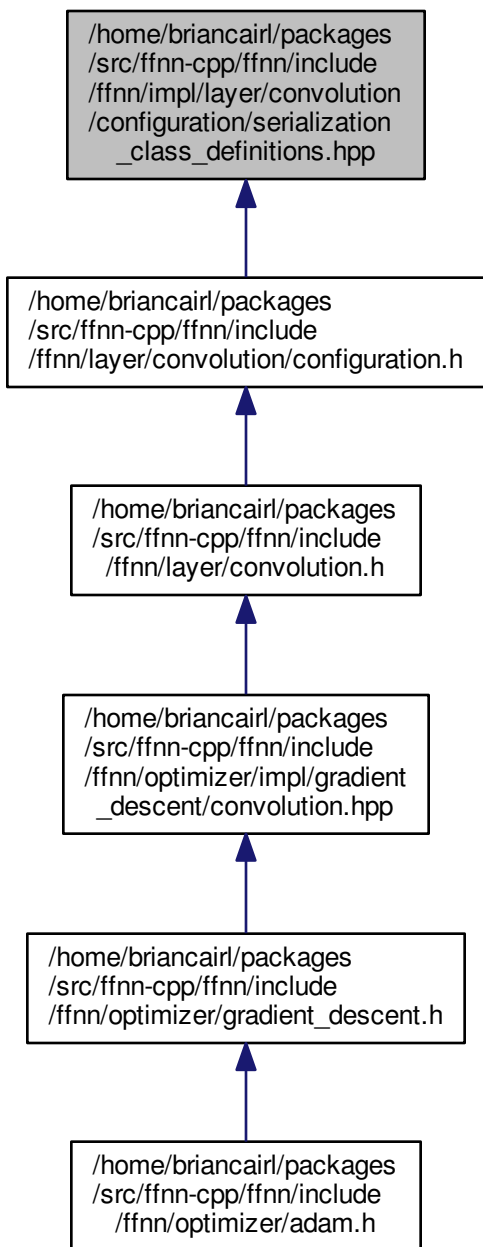 /home/briancairl/packages
/src/ffnn-cpp/ffnn/include
/ffnn/impl/layer/convolution
/configuration/serialization
_class_definitions.hpp
/home/briancairl/packages
/src/ffnn-cpp/ffnn/include
/ffnn/layer/convolution/configuration.h
/home/briancairl/packages
/src/ffnn-cpp/ffnn/include
/ffnn/layer/convolution.h
/home/briancairl/packages
/src/ffnn-cpp/ffnn/include
/ffnn/optimizer/impl/gradient
_descent/convolution.hpp
/home/briancairl/packages
/src/ffnn-cpp/ffnn/include
/ffnn/optimizer/gradient_descent.h
/home/briancairl/packages
/src/ffnn-cpp/ffnn/include
/ffnn/optimizer/adam.h